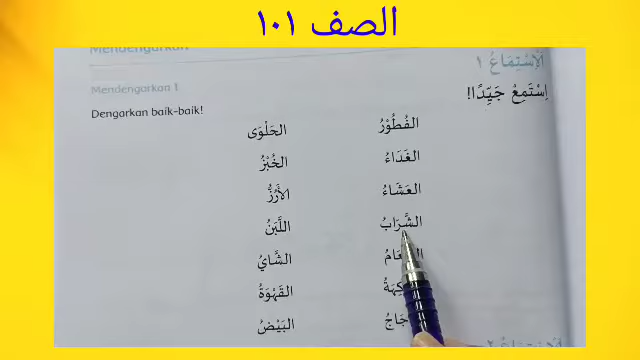 الصف ١٠١
Mendengarkan
اَلْاِسْتِمَاعُ ١
Mendengarkan 1
اِسْتَمِعْ جَيِّدًا!
Dengarkan baik-baik!
الفُطُوْرُ
الحَلْوَى
الغَدَاءُ
الخُبْزُ
العَشَاءُ
الأَرُزُّ
الشَّرَابُ
اللَّبَنُ
الشَّايُ
القَهْوَةُ
البَيْضُ